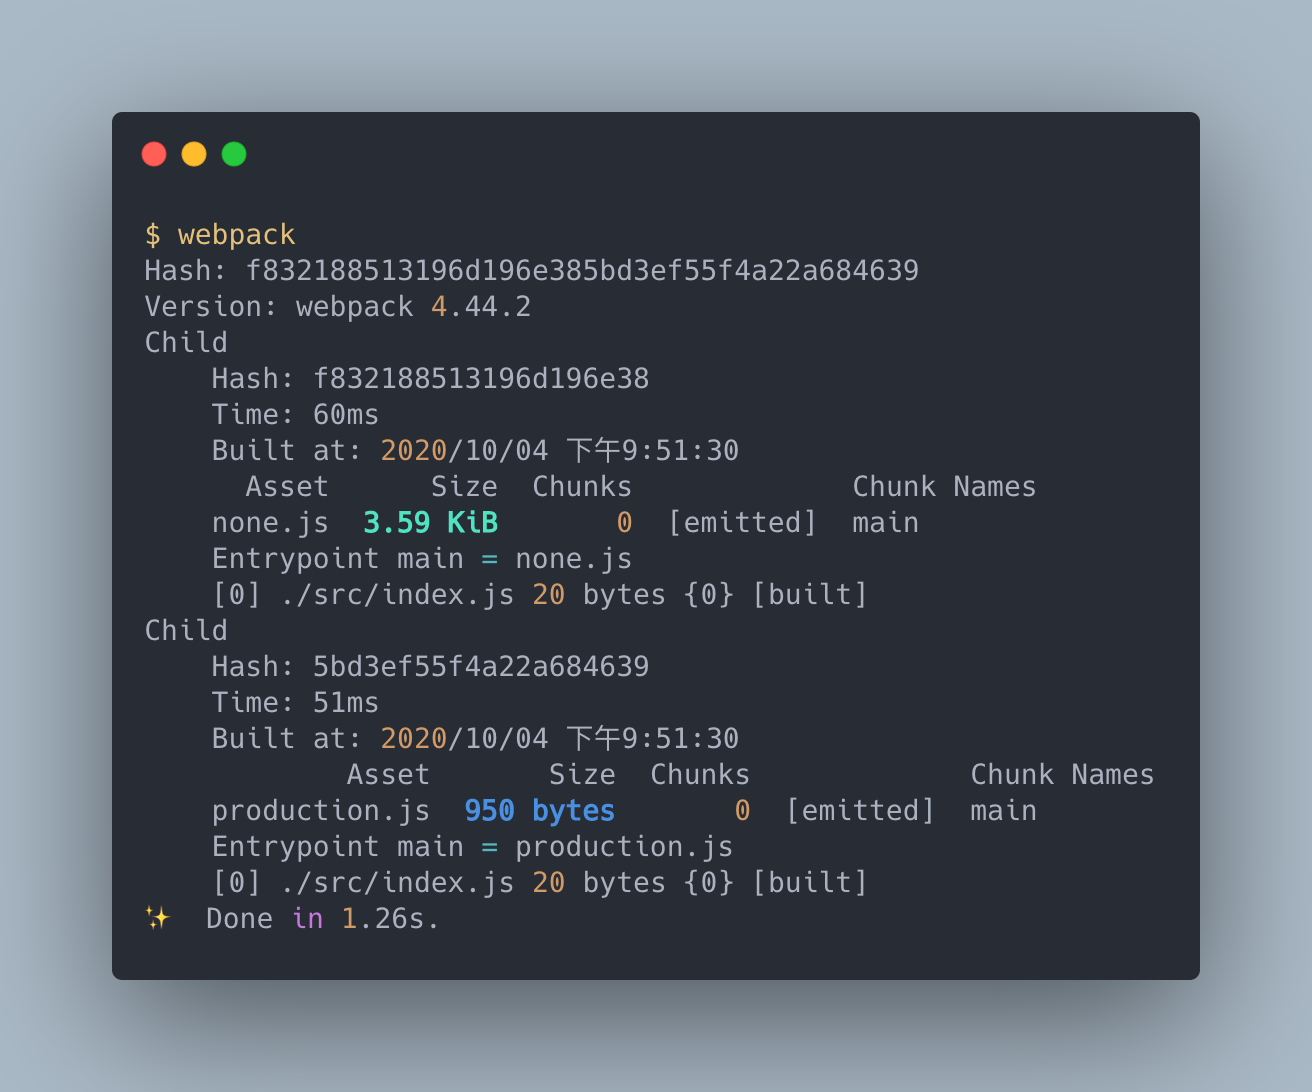 $ webpack
Hash: f832188513196d196e385bd3ef55f4a22a684639
Version: webpack 4.44.2
Child
    Hash: f832188513196d196e38
    Time: 60ms
    Built at: 2020/10/04 下午9:51:30
      Asset      Size  Chunks             Chunk Names
    none.js  3.59 KiB       0  [emitted]  main
    Entrypoint main = none.js
    [0] ./src/index.js 20 bytes {0} [built]
Child
    Hash: 5bd3ef55f4a22a684639
    Time: 51ms
    Built at: 2020/10/04 下午9:51:30
            Asset       Size  Chunks             Chunk Names
    production.js  950 bytes       0  [emitted]  main
    Entrypoint main = production.js
    [0] ./src/index.js 20 bytes {0} [built]
✨  Done in 1.26s.